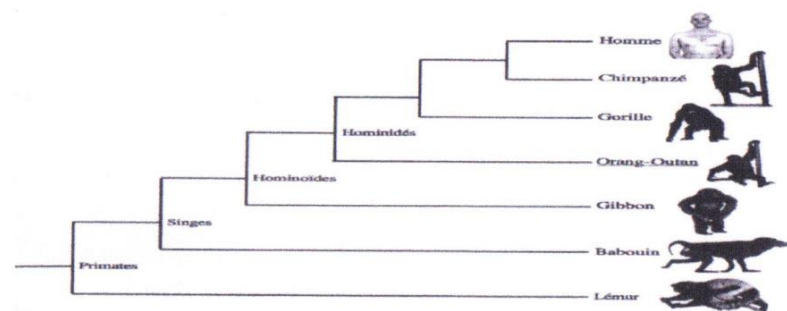 Homme
Chimpanzé
Gorille
Hominidés
Orang-Outan
Hominoïdes
Gibbon
Singes
Babouin
Primates
Lémur